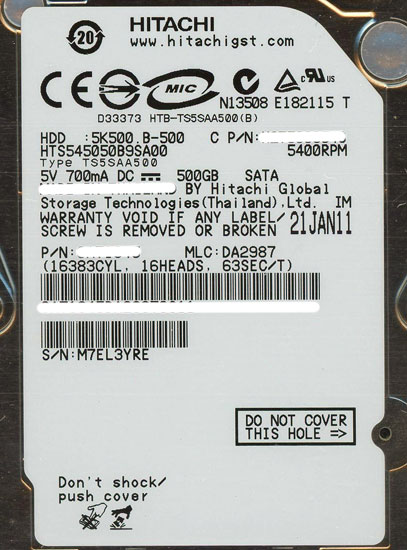 20 HITACHI
www.hitachigst.com
CE MIC c RU US
N13508 E182115 T
D33373 HTB-TS5SAA500(B)
HDD :5K500.B-500 C P/N:
HTS545050B9SA00 5400RPM
Type TS5SAA500
5V 700mA DC 500GB SATA
BY Hitachi Global
Storage Technologies(Thailand),Ltd. IM
WARRANTY VOID IF ANY LABEL/ 21JAN11
SCREW IS REMOVED OR BROKEN
P/N: MLC:DA2987
(16383CYL, 16HEADS, 63SEC/T)
S/N:M7EL3YRE
DO NOT COVER
THIS HOLE =>
Don't shock/
push cover